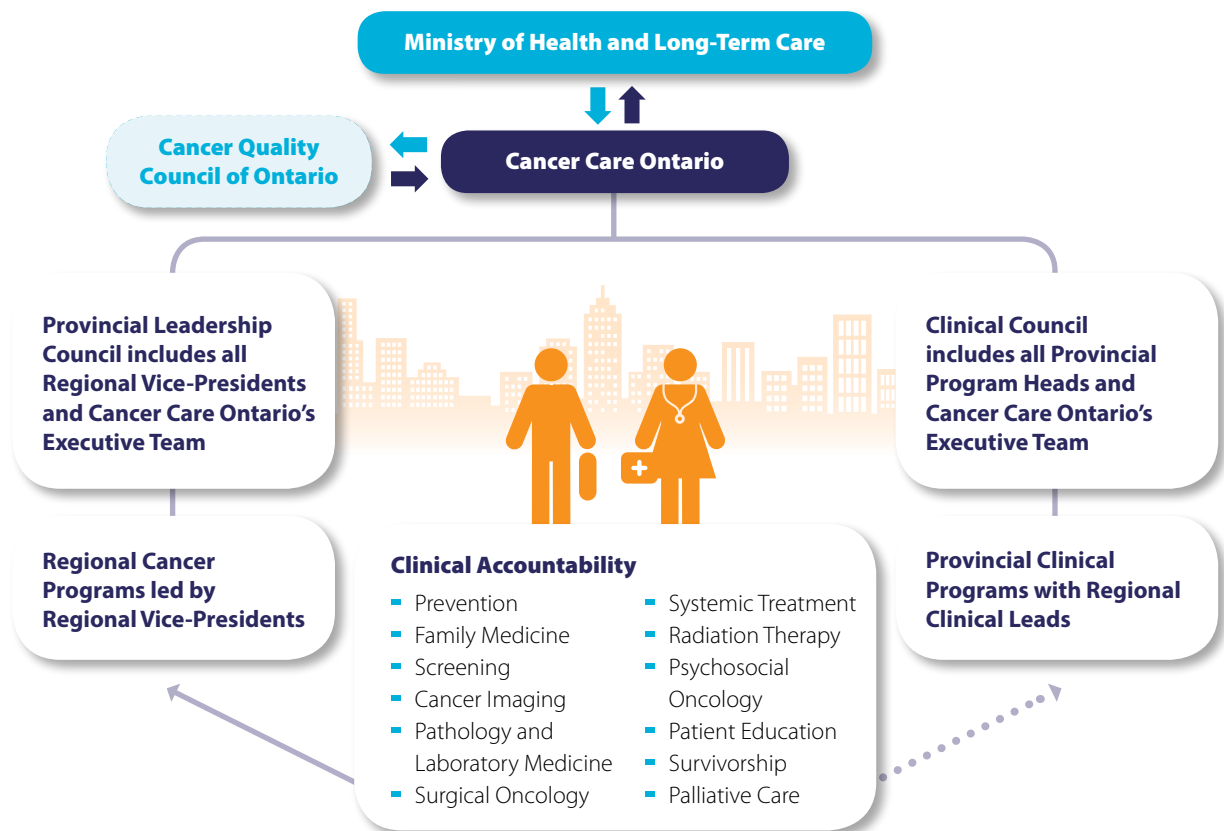 Ministry of Health and Long-Term Care
Cancer Quality
Council of Ontario
Cancer Care Ontario
Provincial Leadership
Council includes all
Regional Vice-Presidents
and Cancer Care Ontario’s
Executive Team
Clinical Council
includes all Provincial
Program Heads and
Cancer Care Ontario’s
Executive Team
Regional Cancer
Programs led by
Regional Vice-Presidents
Clinical Accountability
Prevention
Family Medicine
Screening
Cancer Imaging
Pathology and
Laboratory Medicine
Surgical Oncology
Systemic Treatment
Radiation Therapy
Psychosocial
Oncology
Patient Education
Survivorship
Palliative Care
Provincial Clinical
Programs with Regional
Clinical Leads